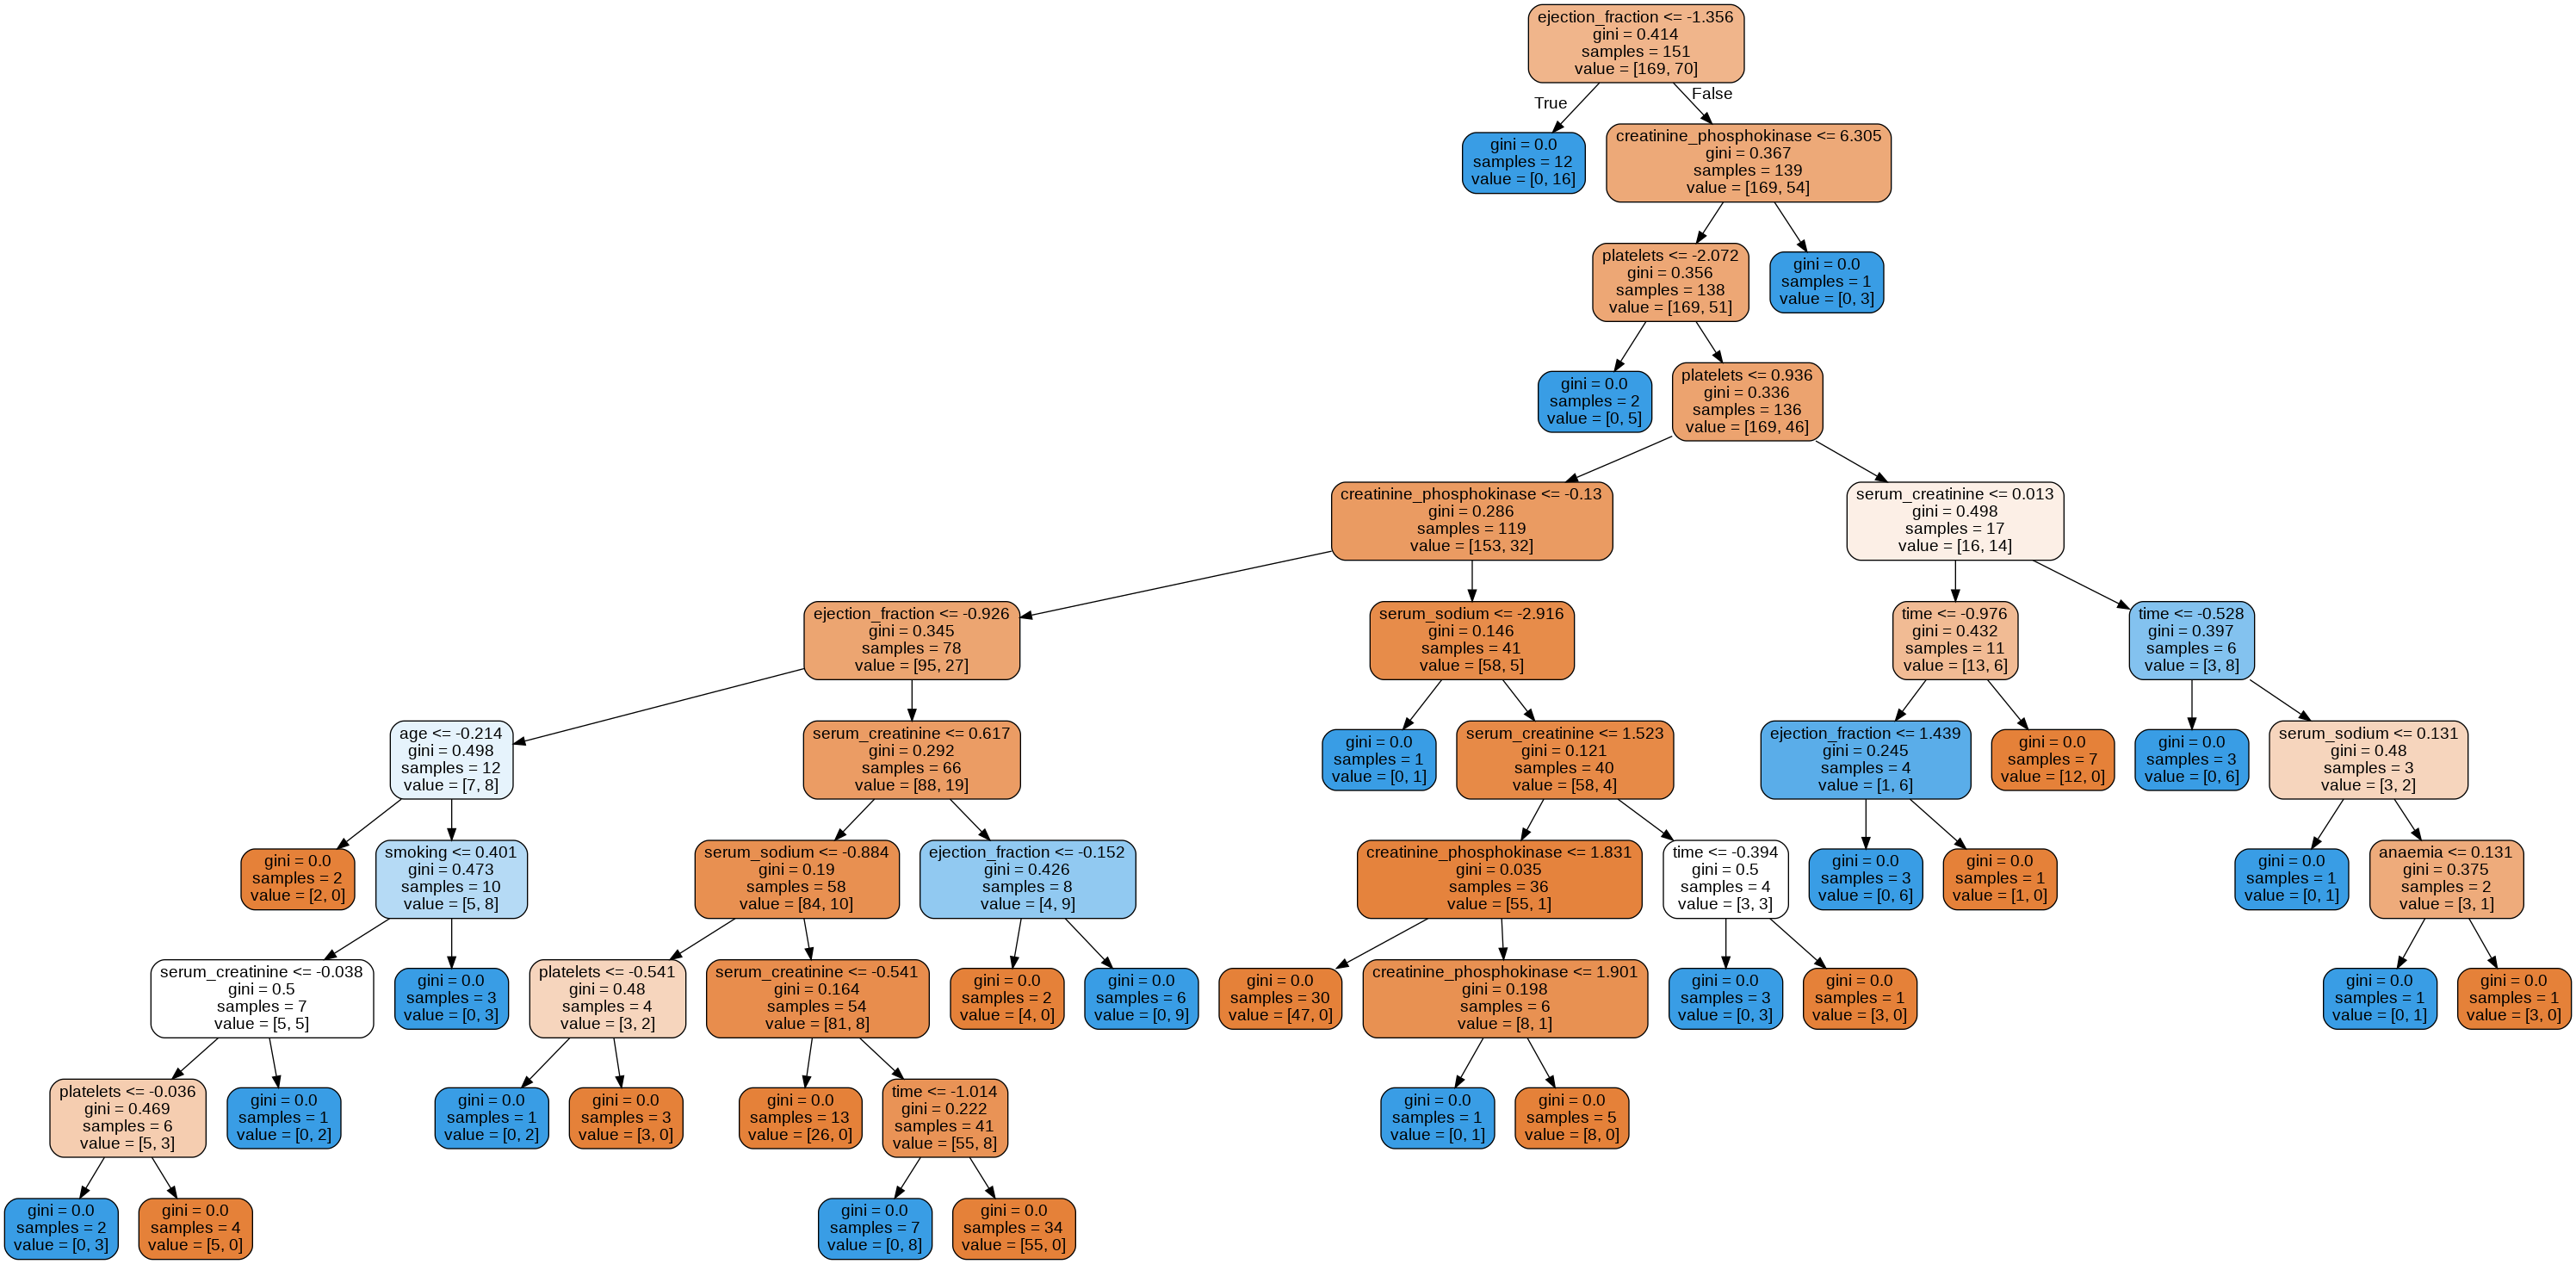 ejection_fraction <= -1.356
gini = 0.414
samples = 151
value = [169, 70]
True
False
gini = 0.0
samples = 12
value = [0, 16]
creatinine_phosphokinase <= 6.305
gini = 0.367
samples = 139
value = [169, 54]
platelets <= -2.072
gini = 0.356
samples = 138
value = [169, 51]
gini = 0.0
samples = 1
value = [0, 3]
gini = 0.0
samples = 2
value = [0, 5]
platelets <= 0.936
gini = 0.336
samples = 136
value = [169, 46]
creatinine_phosphokinase <= -0.13
gini = 0.286
samples = 119
value = [153, 32]
serum_creatinine <= 0.013
gini = 0.498
samples = 17
value = [16, 14]
ejection_fraction <= -0.926
gini = 0.345
samples = 78
value = [95, 27]
serum_sodium <= -2.916
gini = 0.146
samples = 41
value = [58, 5]
time <= -0.976
gini = 0.432
samples = 11
value = [13, 6]
time <= -0.528
gini = 0.397
samples = 6
value = [3, 8]
age <= -0.214
gini = 0.498
samples = 12
value = [7, 8]
serum_creatinine <= 0.617
gini = 0.292
samples = 66
value = [88, 19]
gini = 0.0
samples = 1
value = [0, 1]
serum_creatinine <= 1.523
gini = 0.121
samples = 40
value = [58, 4]
ejection_fraction <= 1.439
gini = 0.245
samples = 4
value = [1, 6]
gini = 0.0
samples = 7
value = [12, 0]
gini = 0.0
samples = 3
value = [0, 6]
serum_sodium <= 0.131
gini = 0.48
samples = 3
value = [3, 2]
gini = 0.0
samples = 2
value = [2, 0]
smoking <= 0.401
gini = 0.473
samples = 10
value = [5, 8]
serum_sodium <= -0.884
gini = 0.19
samples = 58
value = [84, 10]
ejection_fraction <= -0.152
gini = 0.426
samples = 8
value = [4, 9]
creatinine_phosphokinase <= 1.831
gini = 0.035
samples = 36
value = [55, 1]
time <= -0.394
gini = 0.5
samples = 4
value = [3, 3]
gini = 0.0
samples = 3
value = [0, 6]
gini = 0.0
samples = 1
value = [1, 0]
gini = 0.0
samples = 1
value = [0, 1]
anaemia <= 0.131
gini = 0.375
samples = 2
value = [3, 1]
serum_creatinine <= -0.038
gini = 0.5
samples = 7
value = [5, 5]
gini = 0.0
samples = 3
value = [0, 3]
platelets <= -0.541
gini = 0.48
samples = 4
value = [3, 2]
serum_creatinine <= -0.541
gini = 0.164
samples = 54
value = [81, 8]
gini = 0.0
samples = 2
value = [4, 0]
gini = 0.0
samples = 6
value = [0, 9]
gini = 0.0
samples = 30
value = [47, 0]
creatinine_phosphokinase <= 1.901
gini = 0.198
samples = 6
value = [8, 1]
gini = 0.0
samples = 3
value = [0, 3]
gini = 0.0
samples = 1
value = [3, 0]
gini = 0.0
samples = 1
value = [0, 1]
gini = 0.0
samples = 1
value = [3, 0]
platelets <= -0.036
gini = 0.469
samples = 6
value = [5, 3]
gini = 0.0
samples = 1
value = [0, 2]
gini = 0.0
samples = 1
value = [0, 2]
gini = 0.0
samples = 3
value = [3, 0]
gini = 0.0
samples = 13
value = [26, 0]
time <= -1.014
gini = 0.222
samples = 41
value = [55, 8]
gini = 0.0
samples = 1
value = [0, 1]
gini = 0.0
samples = 5
value = [8, 0]
gini = 0.0
samples = 2
value = [0, 3]
gini = 0.0
samples = 4
value = [5, 0]
gini = 0.0
samples = 7
value = [0, 8]
gini = 0.0
samples = 34
value = [55, 0]